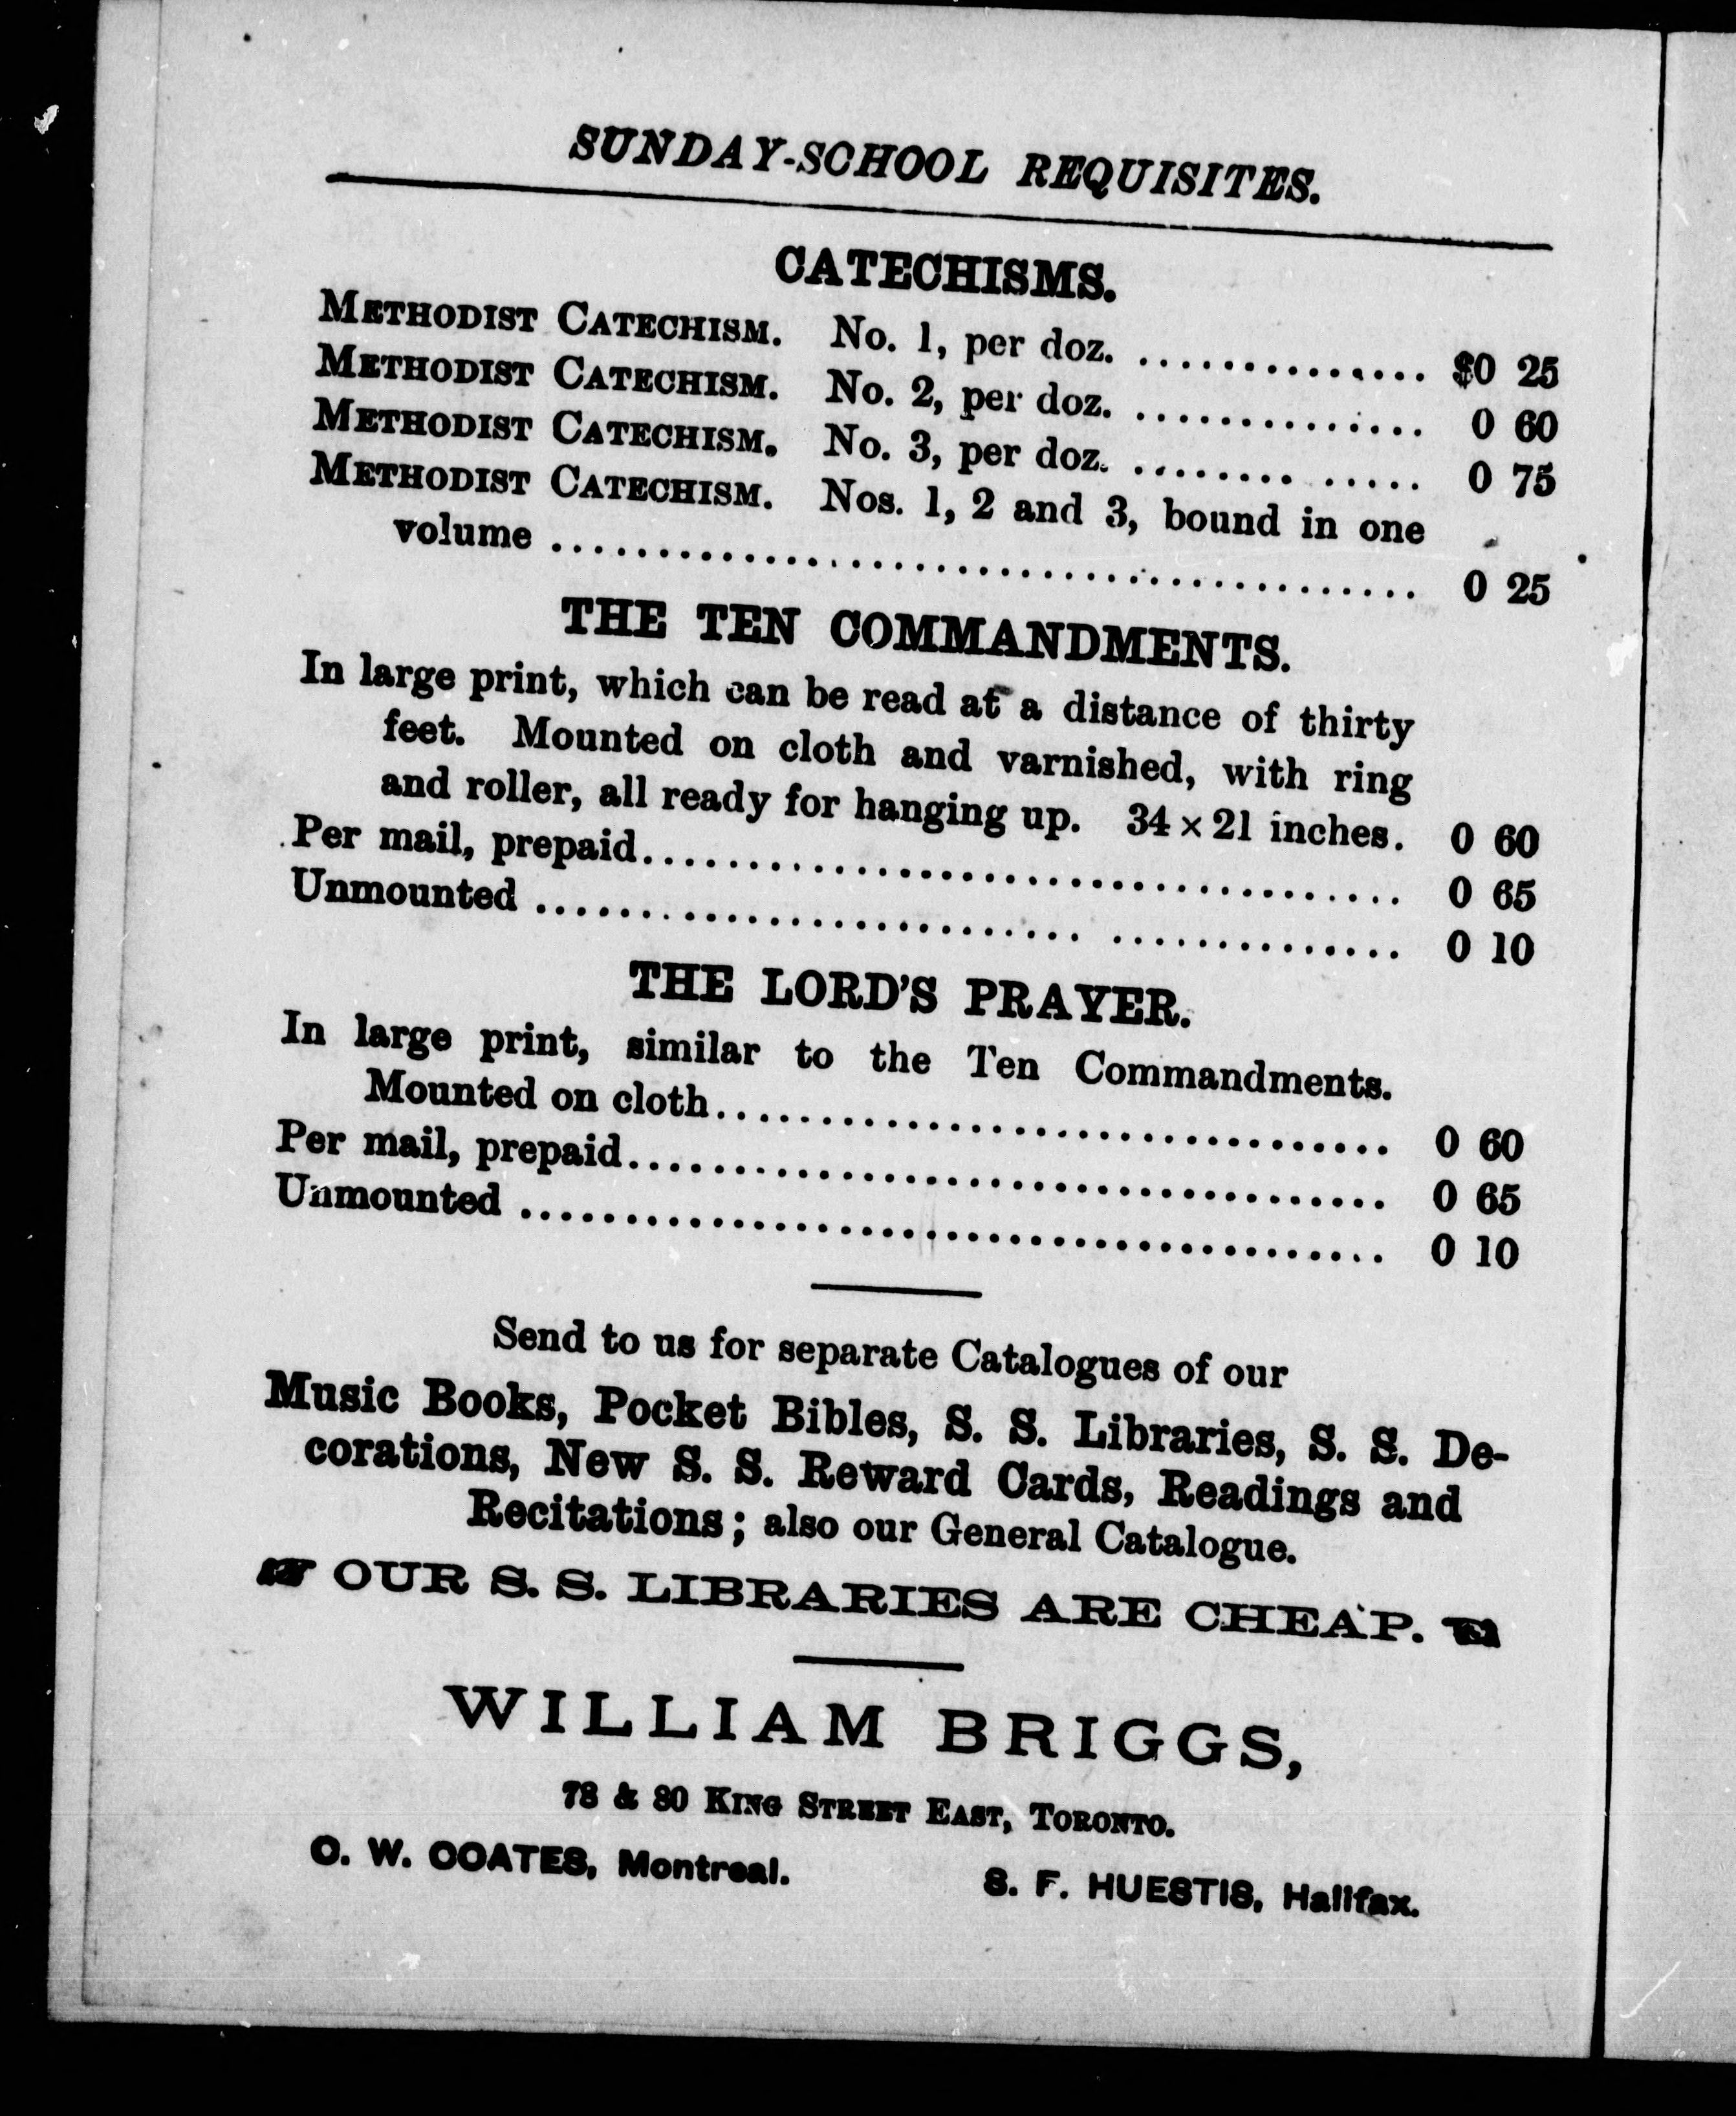 SUNDAY-SCHOOL REQUISITES.
CATECHISMS.
METHODIST CATECHISM. No. 1, per doz. .............. $0 25
METHODIST CATECHISM. No. 2, per doz. .............. 0 60
METHODIST CATECHISM. No. 3, per doz. ........ ..... 0 75
METHODIST CATECHISM. Nos. 1, 2 and 3, bound in one
volume ........................................ 0 25
THE TEN COMMANDMENTS.
In large print, which can be read at a distance of thirty
feet. Mounted on cloth and varnished, with ring
and roller, all ready for hanging up. 34 × 21 inches. 0 60
Per mail, prepaid.................................... 0 65
Unmounted .......................... .............. 0 10
THE LORD'S PRAYER.
In large print, similar to the Ten Commandments.
Mounted on cloth................................ 0 60
Per mail, prepaid.................................... 0 65
Unmounted ........................................ 0 10
Send to us for separate Catalogues of our
Music Books, Pocket Bibles, S. S. Libraries, S. S. De-
corations, New S. S. Reward Cards, Readings and
Recitations; also our General Catalogue.
☞ OUR S. S. LIBRARIES ARE CHEAP. ☜
WILLIAM BRIGGS,
78 & 80 KING STREET EAST, TORONTO.
C. W. COATES, Montreal. S. F. HUESTIS, Halifax.